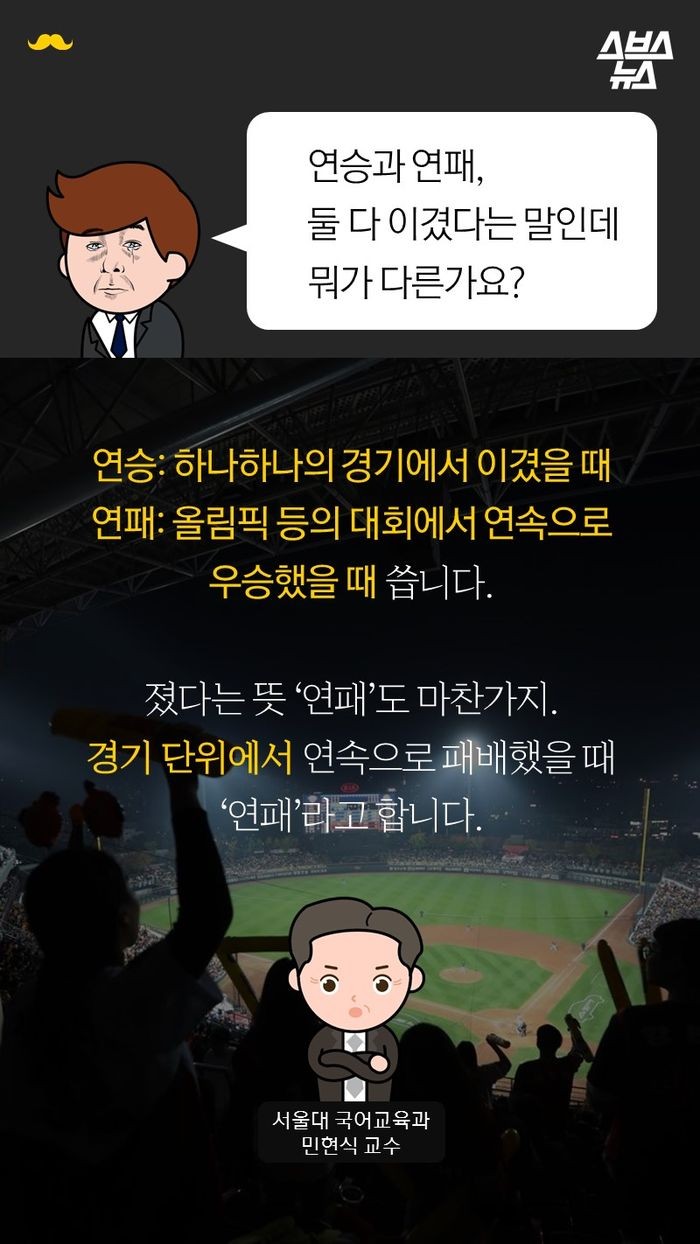 스브스
뉴스
연승과 연패,
둘 다 이겼다는 말인데
뭐가 다른가요?
연승: 하나하나의 경기에서 이겼을 때
연패: 올림픽 등의 대회에서 연속으로
우승했을 때 씁니다.
졌다는 뜻 ‘연패’도 마찬가지.
경기 단위에서 연속으로 패배했을 때
‘연패’라고 합니다.
KIA
서울대 국어교육과
민현식 교수